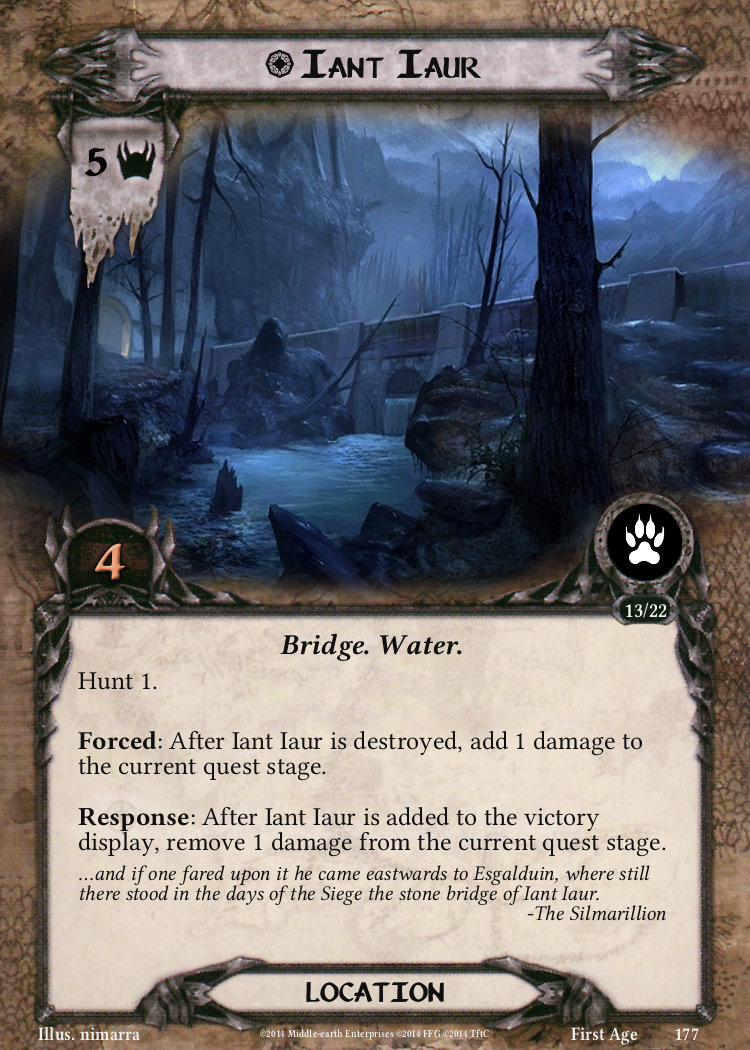 Iant Iaur
5
4
13/22
Bridge. Water.
Hunt 1.
Forced: After Iant Iaur is destroyed, add 1 damage to
the current quest stage.
Response: After Iant Iaur is added to the victory
display, remove 1 damage from the current quest stage.
...and if one fared upon it he came eastwards to Esgalduin, where still
there stood in the days of the Siege the stone bridge of Iant Iaur.
-The Silmarillion
LOCATION
Illus. nimarra ©2014 Middle-earth Enterprises ©2014 FFG ©2014 TftC First Age 177